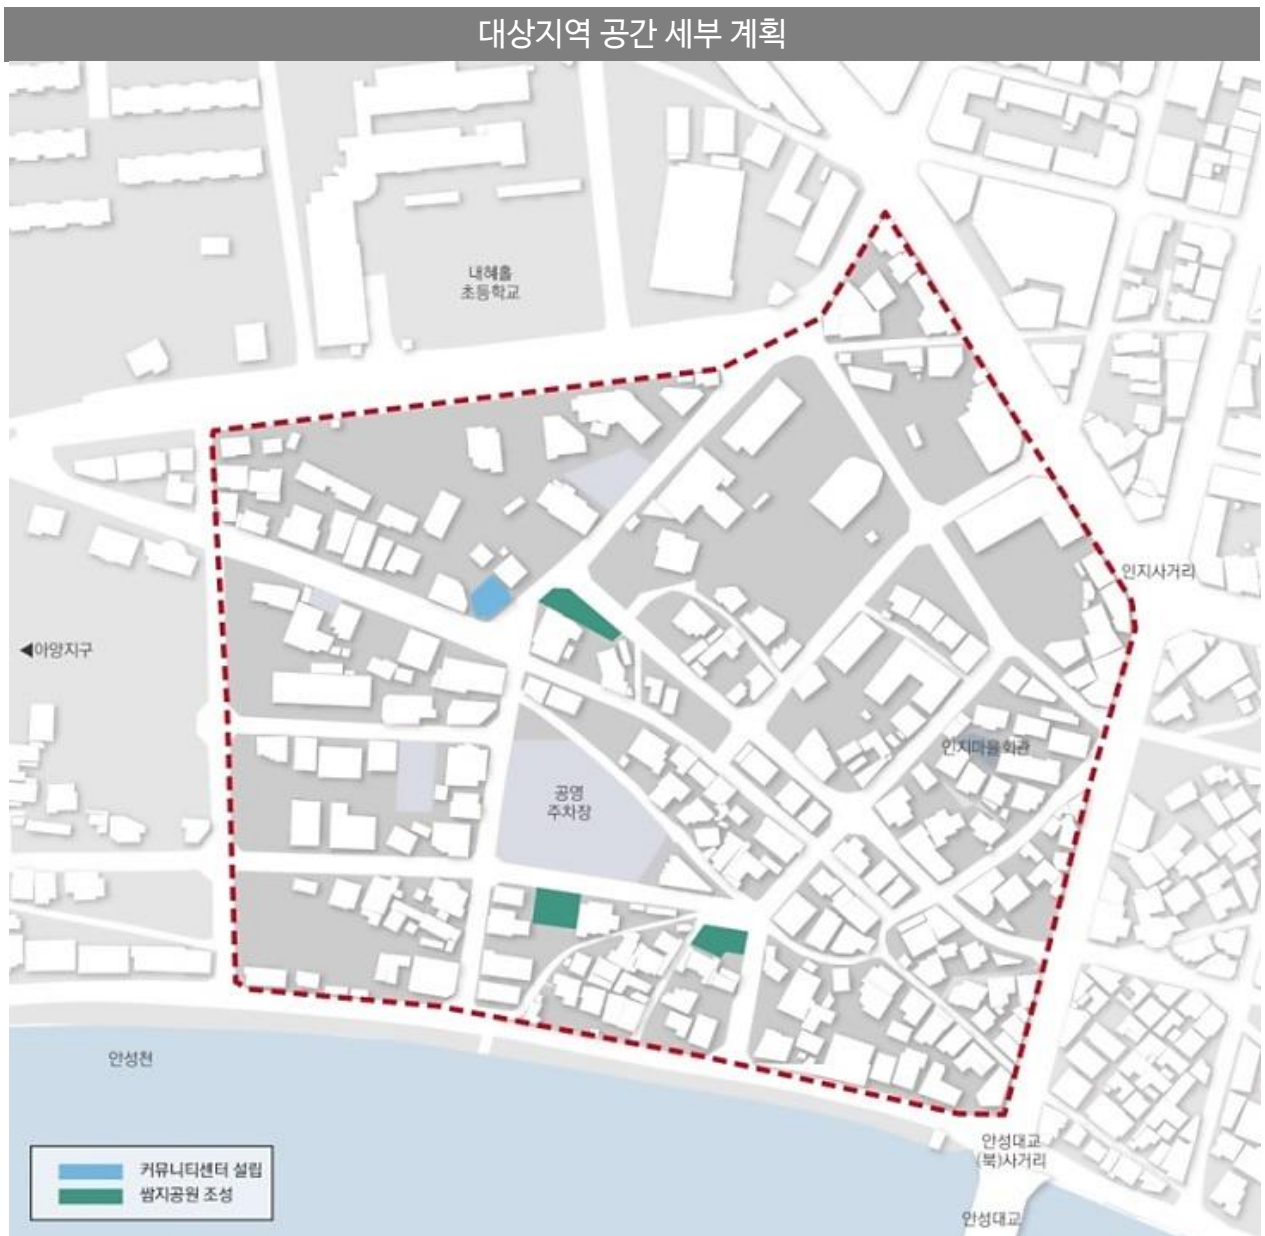 대상지역 공간 세부 계획
내혜홀
초등학교
인지사거리
◀아양지구
인지마을회관
공영
주차장
안성천
커뮤니티센터 설립
쌈지공원 조성
안성대교
(북)사거리
안성대교